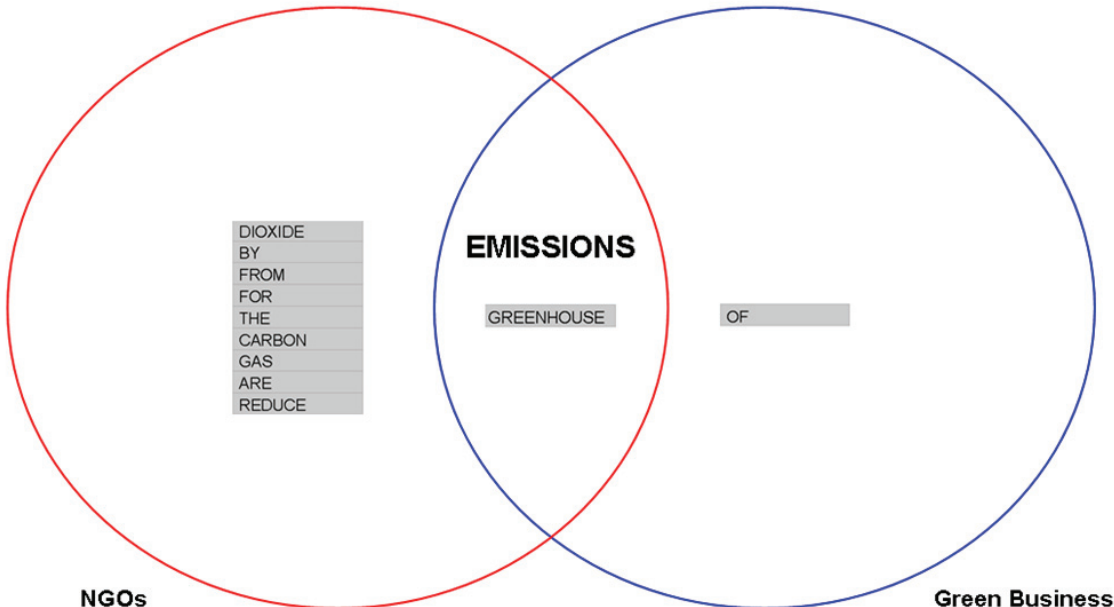 EMISSIONS
DIOXIDE
BY
FROM
FOR
THE
CARBON
GAS
ARE
REDUCE
GREENHOUSE
OF
NGOs
Green Business